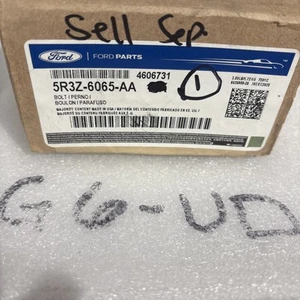 Sell Sep.
Ford
FORD PARTS
4606731
1
5R3Z-6065-AA
BOLT / PERNO /
BOULON / PARAFUSO
G6-UD